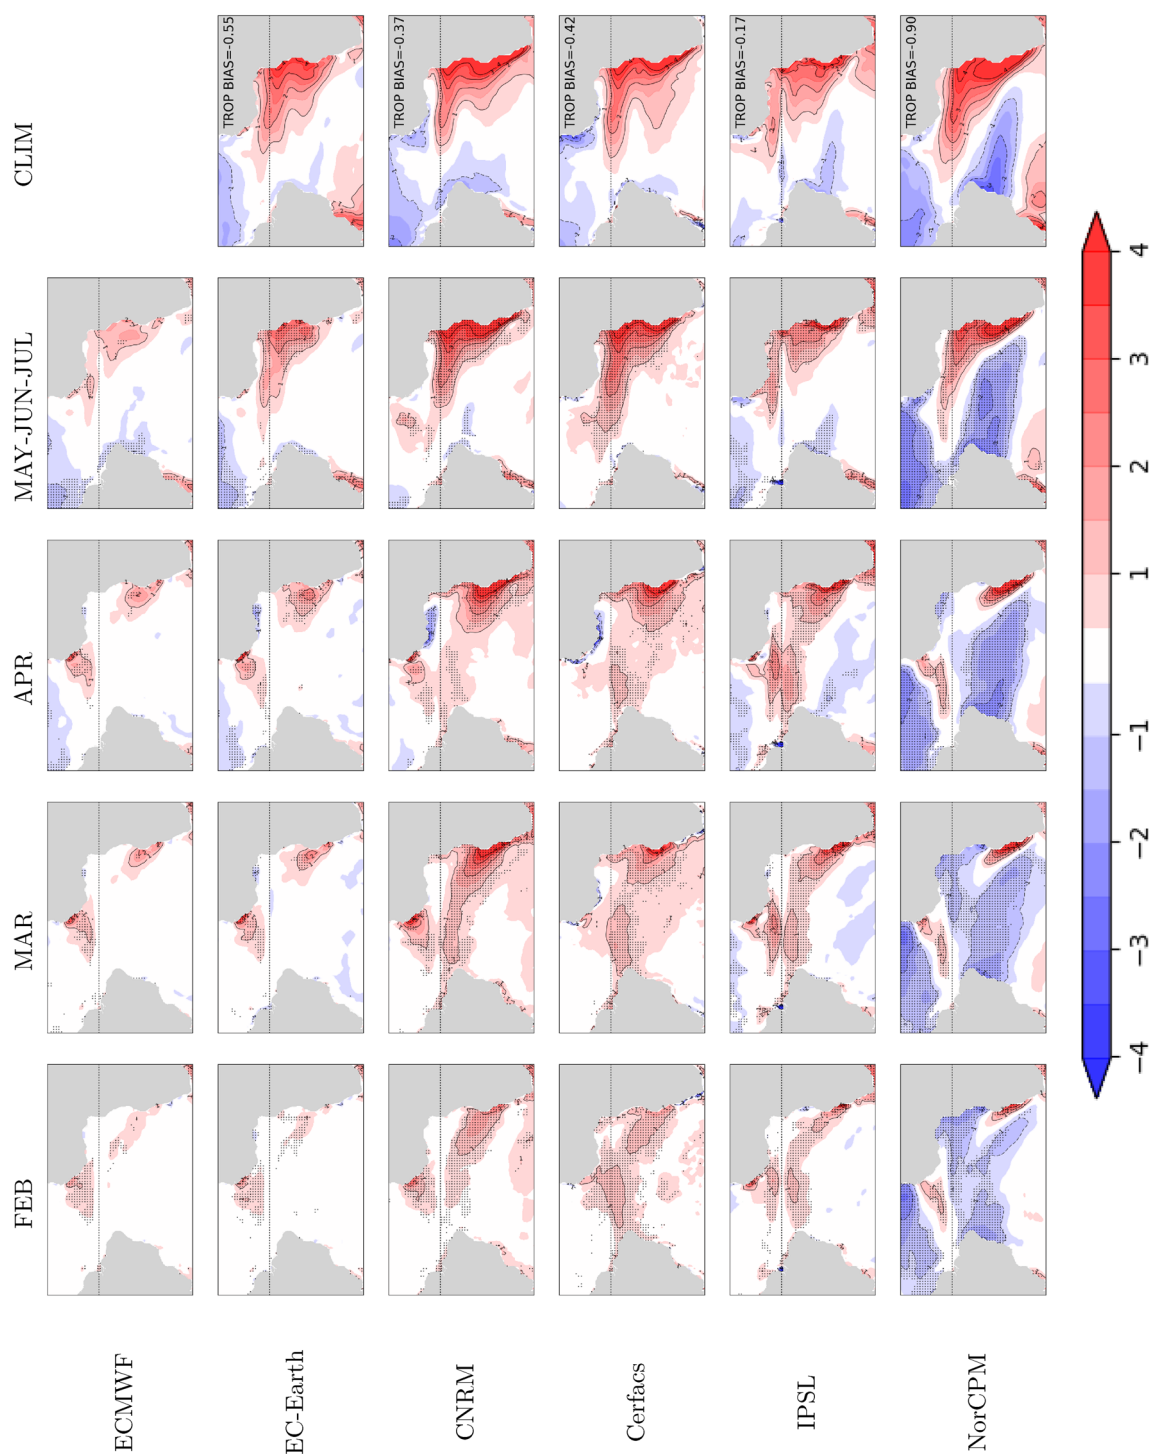 FEB MAR APR MAY-JUN-JUL CLIM
ECMWF
EC-Earth
TROP BIAS=-0.55
CNRM
TROP BIAS=-0.37
Cerfacs
TROP BIAS=-0.42
IPSL
TROP BIAS=-0.17
NorCPM
TROP BIAS=-0.90
−4 −3 −2 −1 1 2 3 4